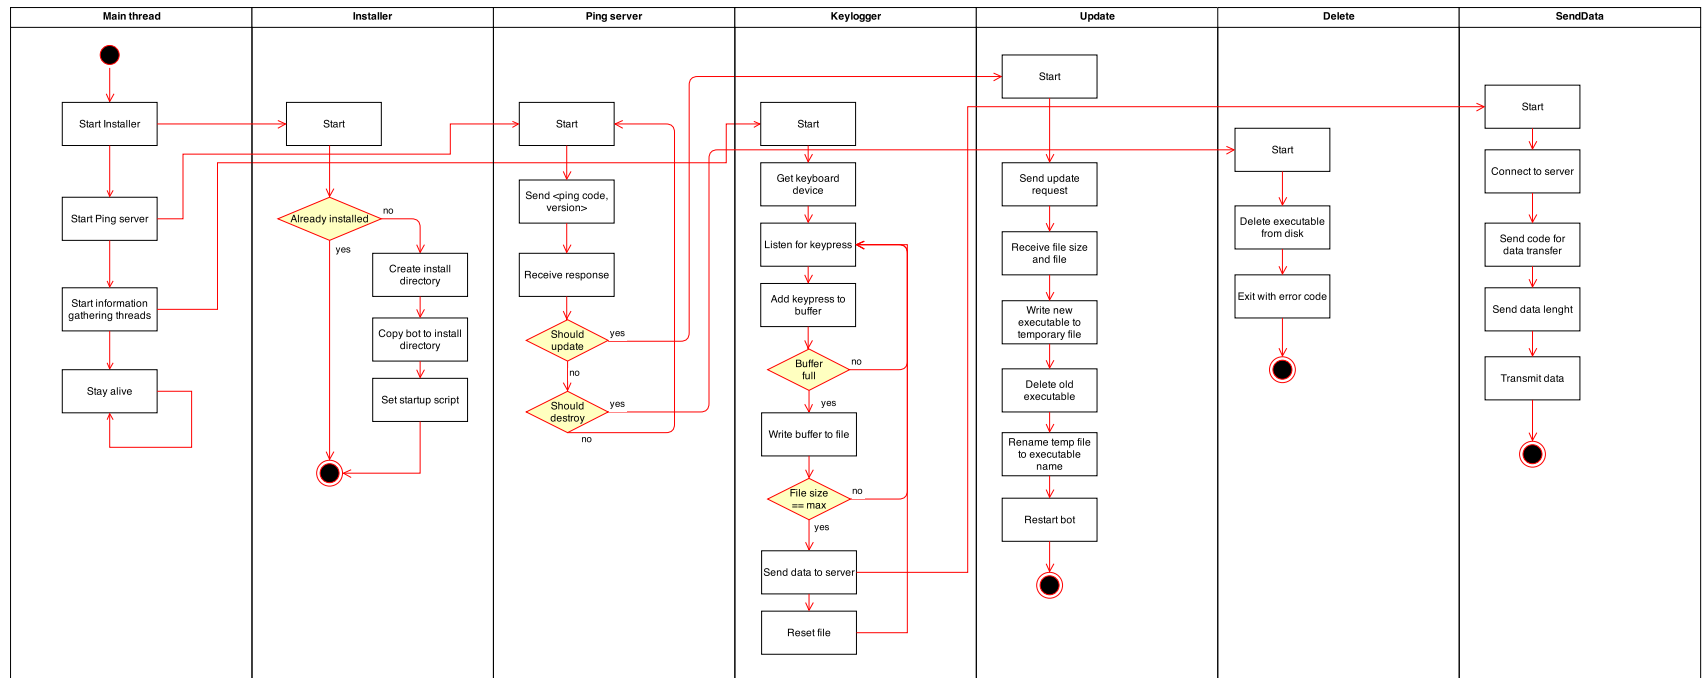 Main thread
Installer
Ping server
Keylogger
Update
Delete
SendData
Start Installer
Start Ping server
Start information
gathering threads
Stay alive
Start
Already installed
no
yes
Create install
directory
Copy bot to install
directory
Set startup script
Start
Send <ping code,
version>
Receive response
Should
update
yes
no
Should
destroy
yes
no
Start
Get keyboard
device
Listen for keypress
Add keypress to
buffer
Buffer
full
no
yes
Write buffer to file
File size
== max
no
yes
Send data to server
Reset file
Start
Send update
request
Receive file size
and file
Write new
executable to
temporary file
Delete old
executable
Rename temp file
to executable
name
Restart bot
Start
Delete executable
from disk
Exit with error code
Start
Connect to server
Send code for
data transfer
Send data lenght
Transmit data